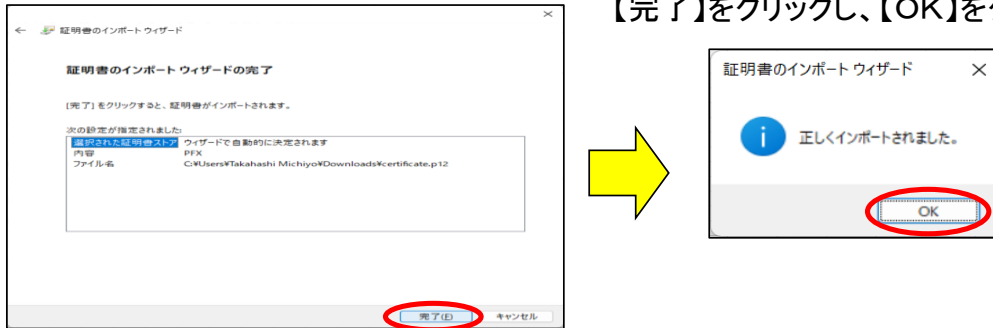 【完了】をクリックし、【OK】を
証明書のインポート ウィザード
証明書のインポート ウィザードの完了
[完了] をクリックすると、証明書がインポートされます。
次の設定が指定されました:
選択された証明書ストア ウィザードで自動的に決定されます
内容 PFX
ファイル名 C:¥Users¥Takahashi Michiyo¥Downloads¥certificate.p12
完了(F) キャンセル
証明書のインポート ウィザード
正しくインポートされました。
OK